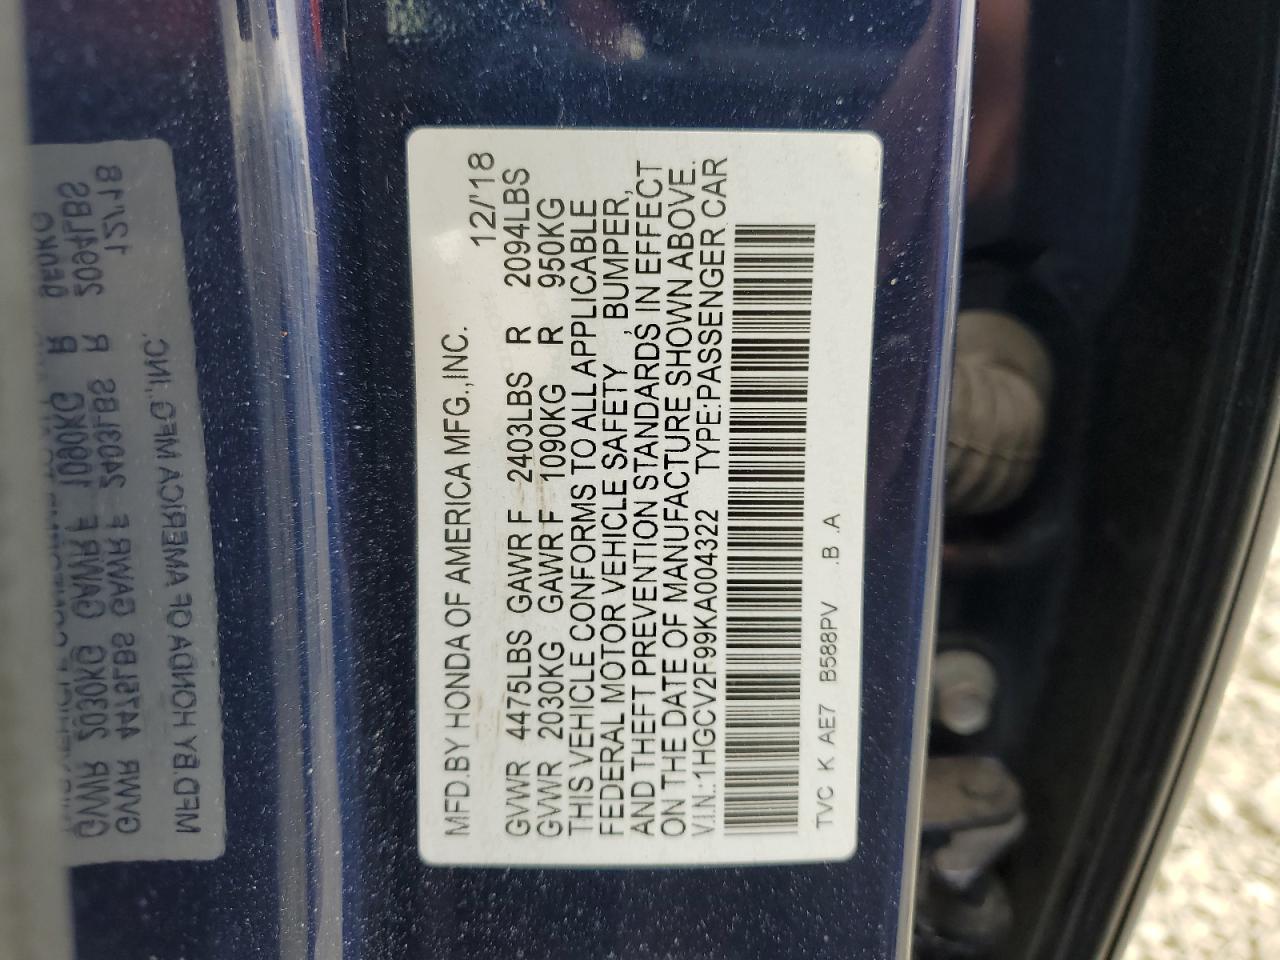 MFD.BY HONDA OF AMERICA MFG.,INC. 12/'18
GVWR 4475LBS GAWR F 2403LBS R 2094LBS
GVWR 2030KG GAWR F 1090KG R 950KG
THIS VEHICLE CONFORMS TO ALL APPLICABLE
FEDERAL MOTOR VEHICLE SAFETY , BUMPER,
AND THEFT PREVENTION STANDARDS IN EFFECT
ON THE DATE OF MANUFACTURE SHOWN ABOVE.
V.I.N.:1HGCV2F99KA004322 TYPE:PASSENGER CAR
TVC K AE7 B588PV .B .A